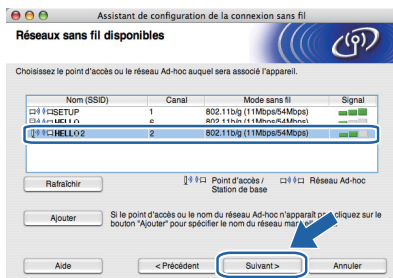 Assistant de configuration de la connexion sans fil
Réseaux sans fil disponibles
Choisissez le point d'accès ou le réseau Ad-hoc auquel sera associé l'appareil.
Nom (SSID) Canal Mode sans fil Signal
SETUP 1 802.11b/g (11Mbps/54Mbps)
HELLO 6 802.11b/g (11Mbps/54Mbps)
HELLO2 2 802.11b/g (11Mbps/54Mbps)
Rafraîchir
Point d'accès / Station de base
Réseau Ad-hoc
Ajouter
Si le point d'accès ou le nom du réseau Ad-hoc n'apparaît pas, cliquez sur le
bouton "Ajouter" pour spécifier le nom du réseau
Aide < Précédent Suivant > Annuler